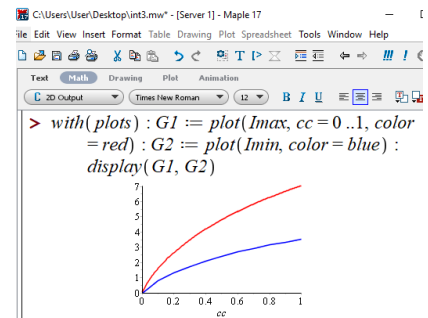 C:\Users\User\Desktop\int3.mw* - [Server 1] - Maple 17
File Edit View Insert Format Table Drawing Plot Spreadsheet Tools Window Help
Text Math Drawing Plot Animation
C 2D Output Times New Roman 12 B I U
> with(plots) : G1 := plot(Imax, cc = 0 ..1, color
= red) : G2 := plot(Imin, color = blue) :
display(G1, G2)
7
6
5
4
3
2
1
0
0 0.2 0.4 0.6 0.8 1
cc